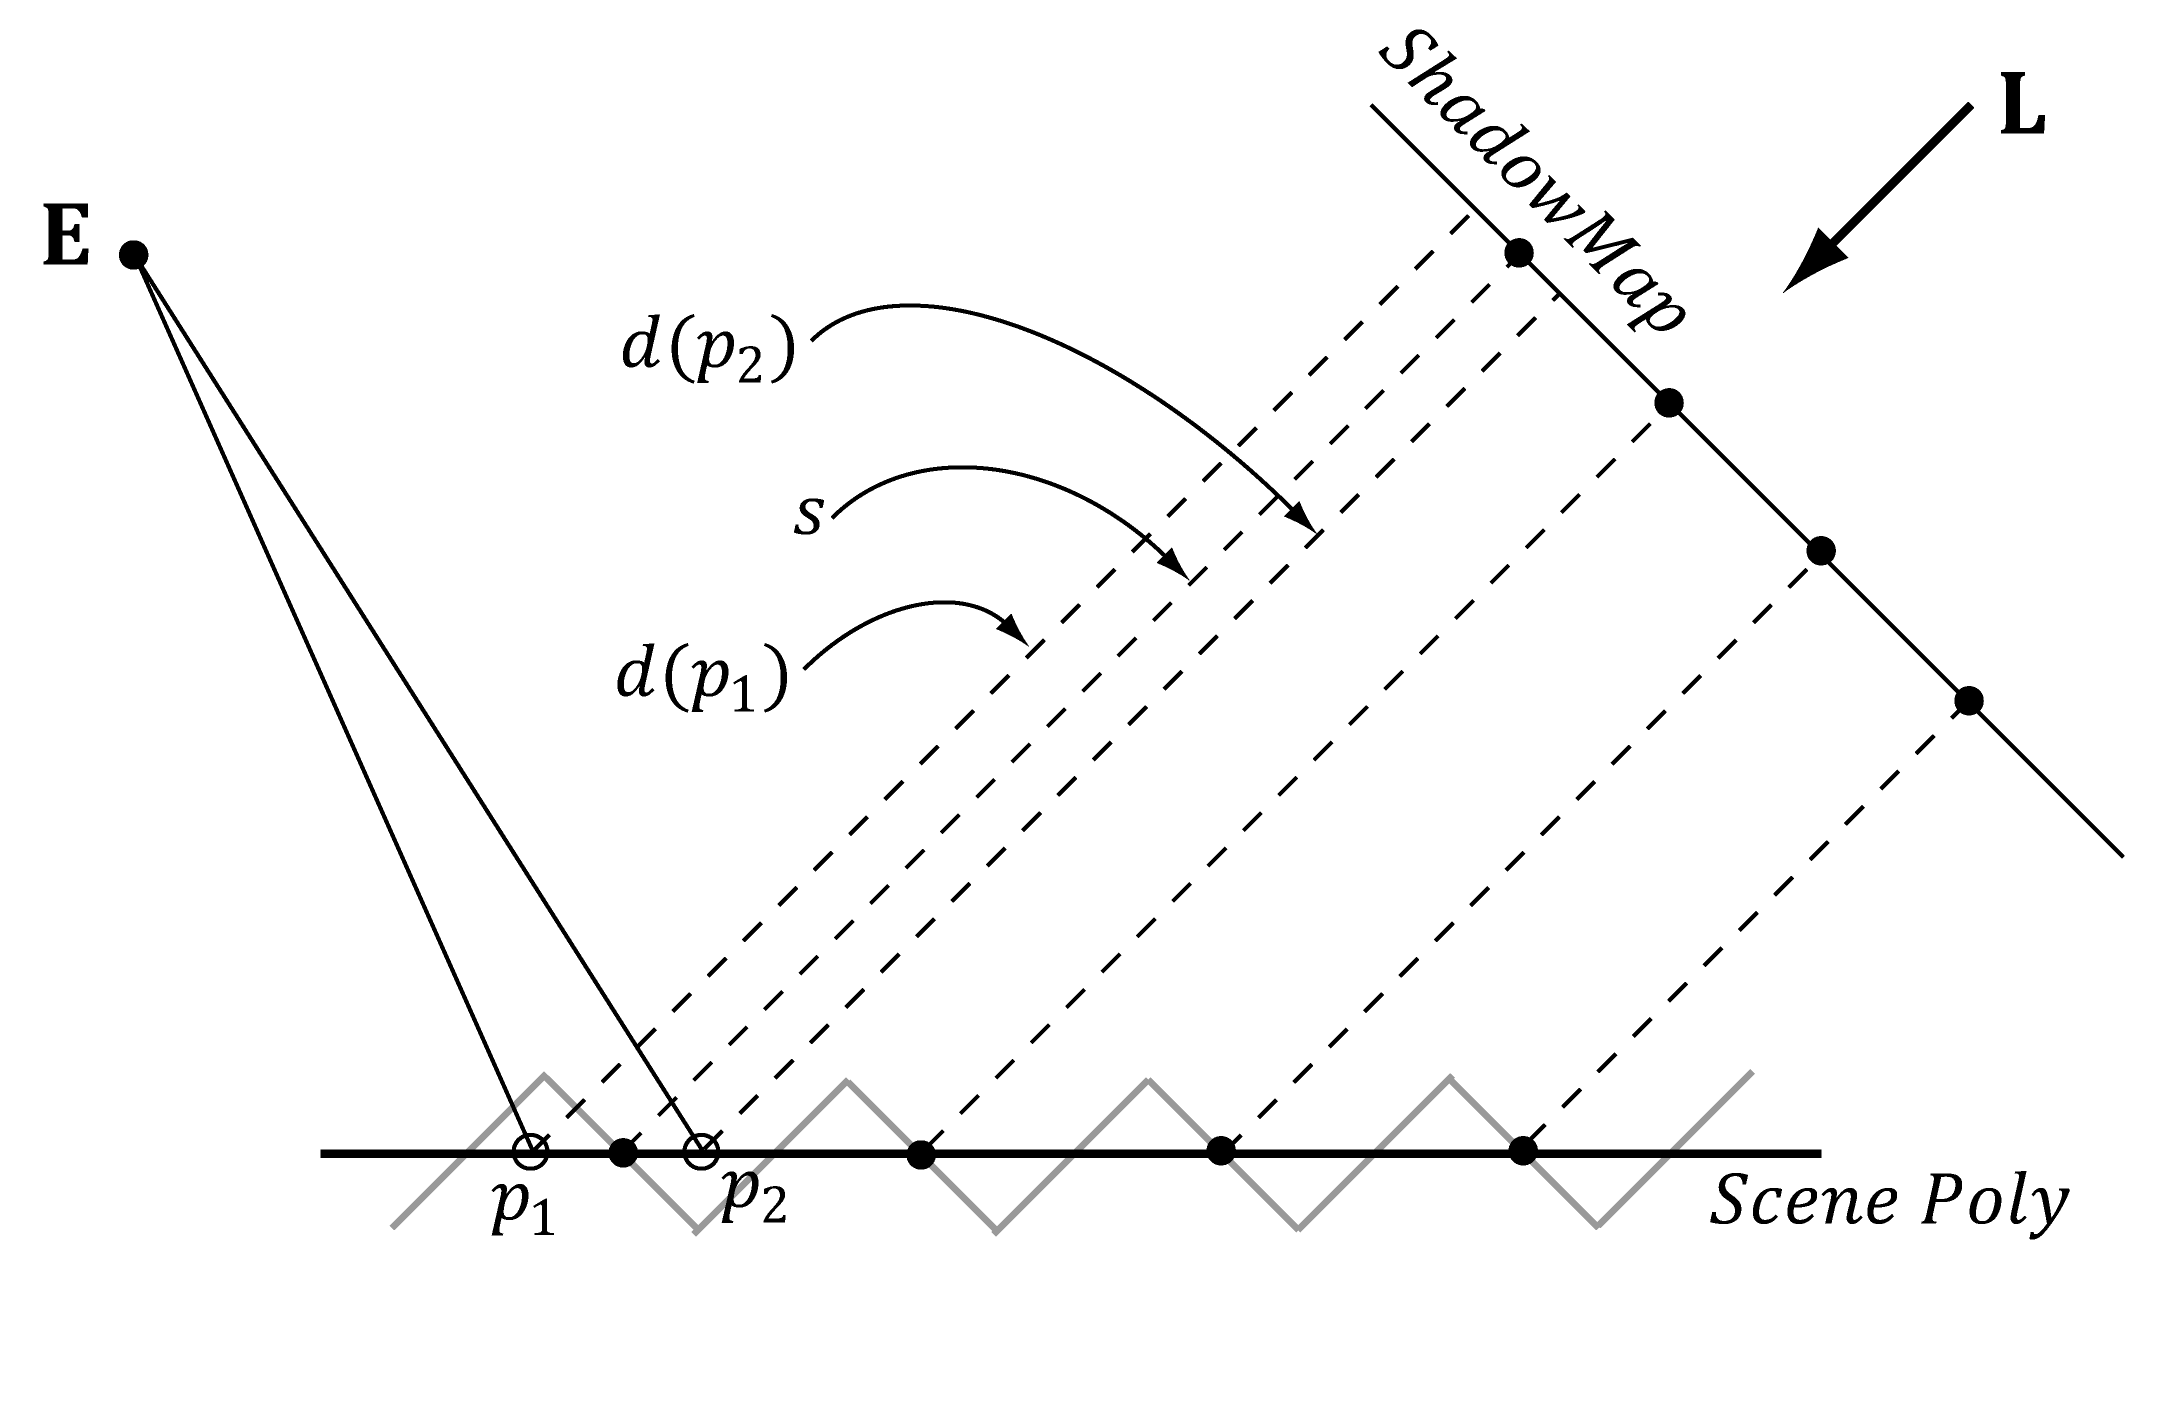 ShadowMap
L
E
d(p₂)
s
d(p₁)
p₁
p₂
Scene Poly